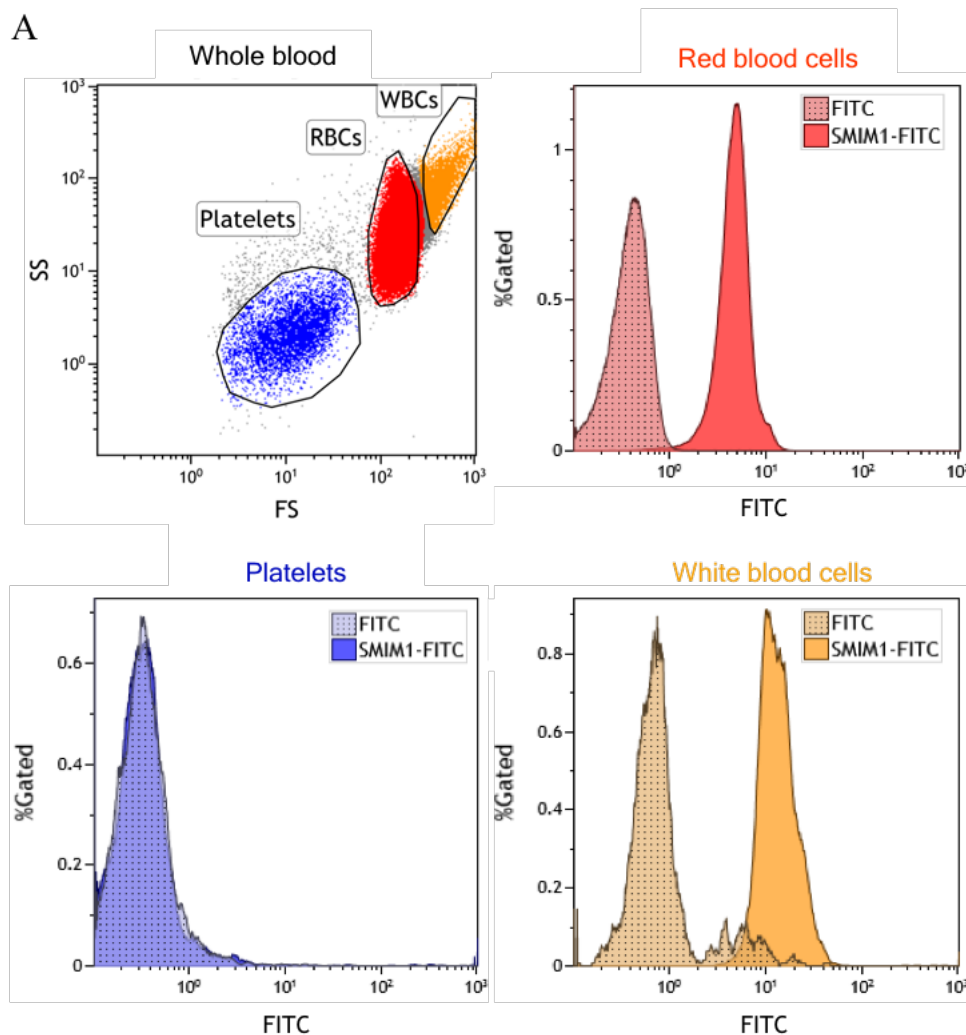 A
Whole blood
10³
10²
10¹
10⁰
SS
WBCs
RBCs
Platelets
10⁰
10¹
10²
10³
FS
Red blood cells
FITC
SMIM1-FITC
1
0.5
0
%Gated
10⁰
10¹
10²
10³
FITC
Platelets
FITC
SMIM1-FITC
0.6
0.4
0.2
0
%Gated
10⁰
10¹
10²
10³
FITC
White blood cells
FITC
SMIM1-FITC
0.8
0.6
0.4
0.2
0
%Gated
10⁰
10¹
10²
10³
FITC